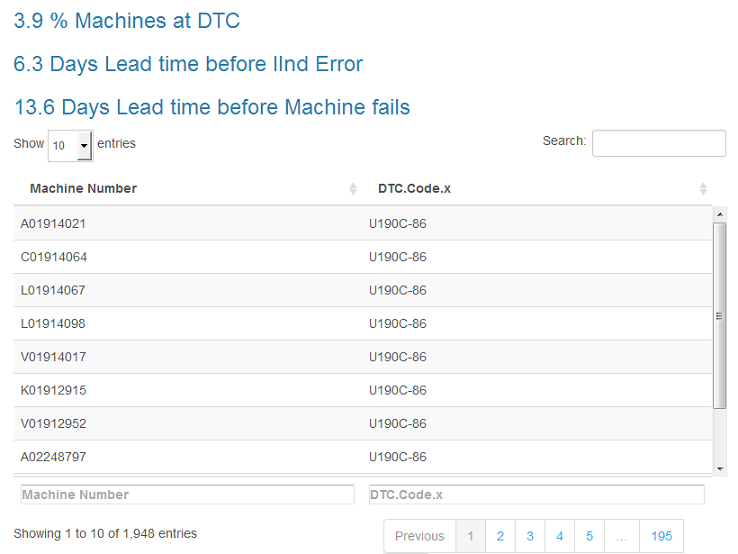 3.9 % Machines at DTC
6.3 Days Lead time before IInd Error
13.6 Days Lead time before Machine fails
Show 10 entries Search:
Machine Number DTC.Code.x
A01914021 U190C-86
C01914064 U190C-86
L01914067 U190C-86
L01914098 U190C-86
V01914017 U190C-86
K01912915 U190C-86
V01912952 U190C-86
A02248797 U190C-86
Machine Number DTC.Code.x
Showing 1 to 10 of 1,948 entries Previous 1 2 3 4 5 ... 195